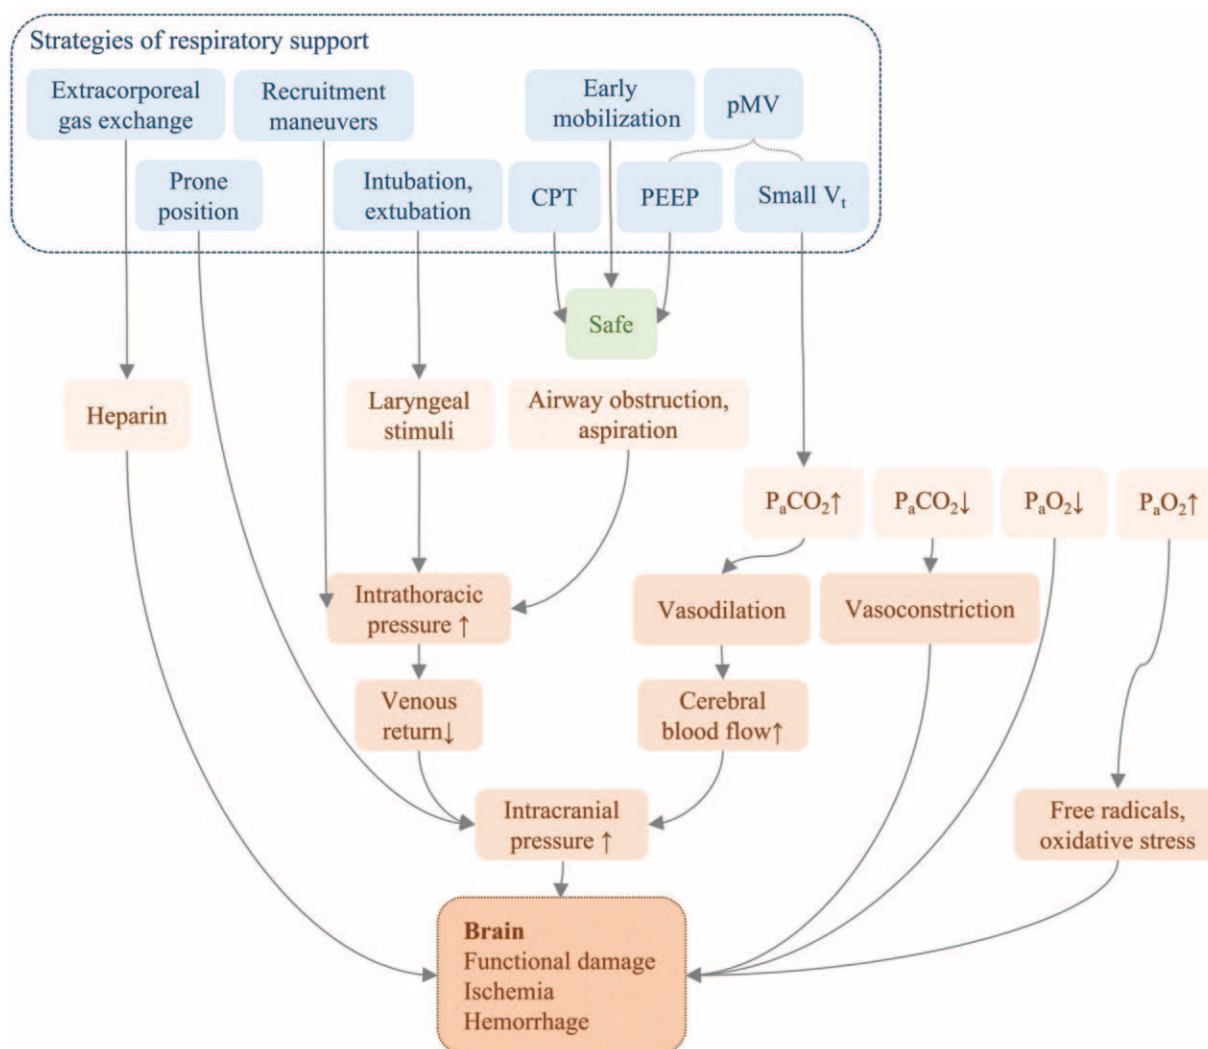 Strategies of respiratory support
Extracorporeal
gas exchange
Recruitment
maneuvers
Early
mobilization
pMV
Prone
position
Intubation,
extubation
CPT
PEEP
Small Vₜ
Safe
Heparin
Laryngeal
stimuli
Airway obstruction,
aspiration
PₐCO₂↑
PₐCO₂↓
PₐO₂↓
PₐO₂↑
Intrathoracic
pressure ↑
Vasodilation
Vasoconstriction
Venous
return↓
Cerebral
blood flow↑
Intracranial
pressure ↑
Free radicals,
oxidative stress
Brain
Functional damage
Ischemia
Hemorrhage